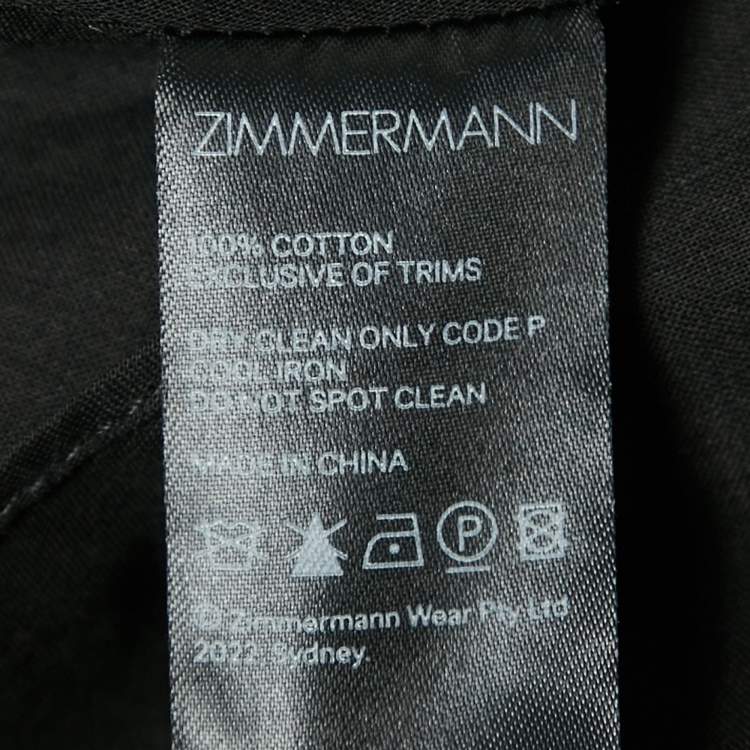 ZIMMERMANN
100% COTTON
EXCLUSIVE OF TRIMS
DRY CLEAN ONLY CODE P
COOL IRON
DO NOT SPOT CLEAN
MADE IN CHINA
P
© Zimmermann Wear Pty Ltd
2022 Sydney.